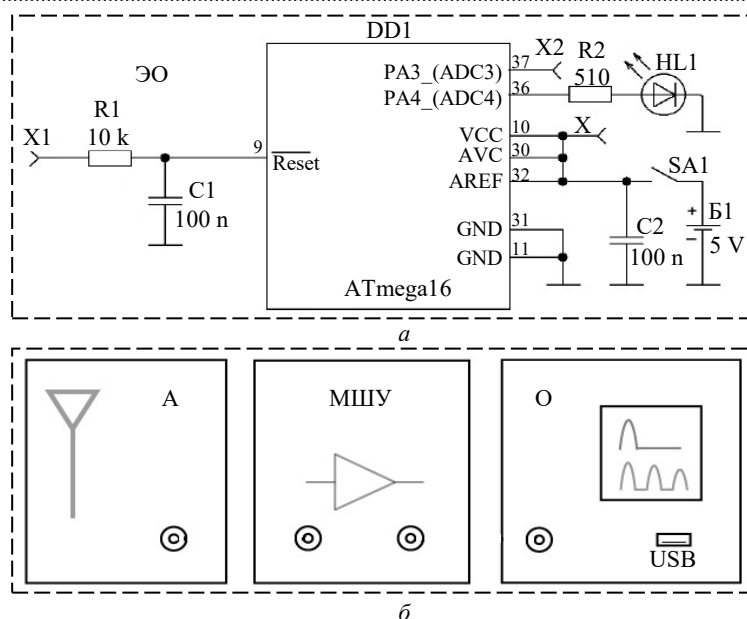 DD1
ЭО
X1
R1
10 k
C1
100 n
9
Reset
PA3_(ADC3)
37
X2
PA4_(ADC4)
36
R2
510
HL1
VCC
10
X
AVC
30
AREF
32
SA1
GND
31
GND
11
C2
100 n
+
−
Б1
5 V
ATmega16
а
А
МШУ
О
USB
б